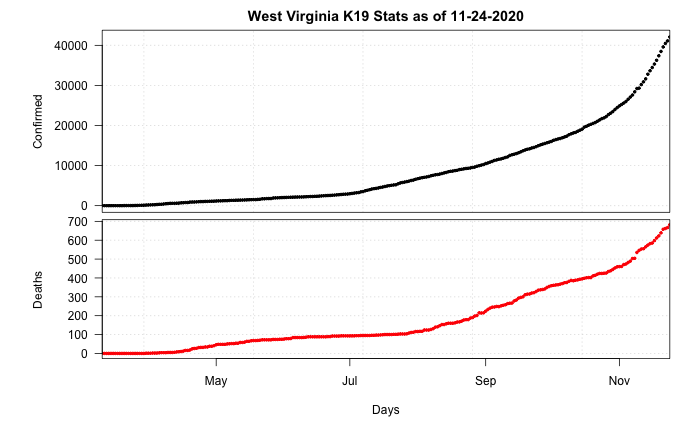 West Virginia K19 Stats as of 11-24-2020
Confirmed
40000
30000
20000
10000
0
Deaths
700
600
500
400
300
200
100
0
May Jul Sep Nov
Days